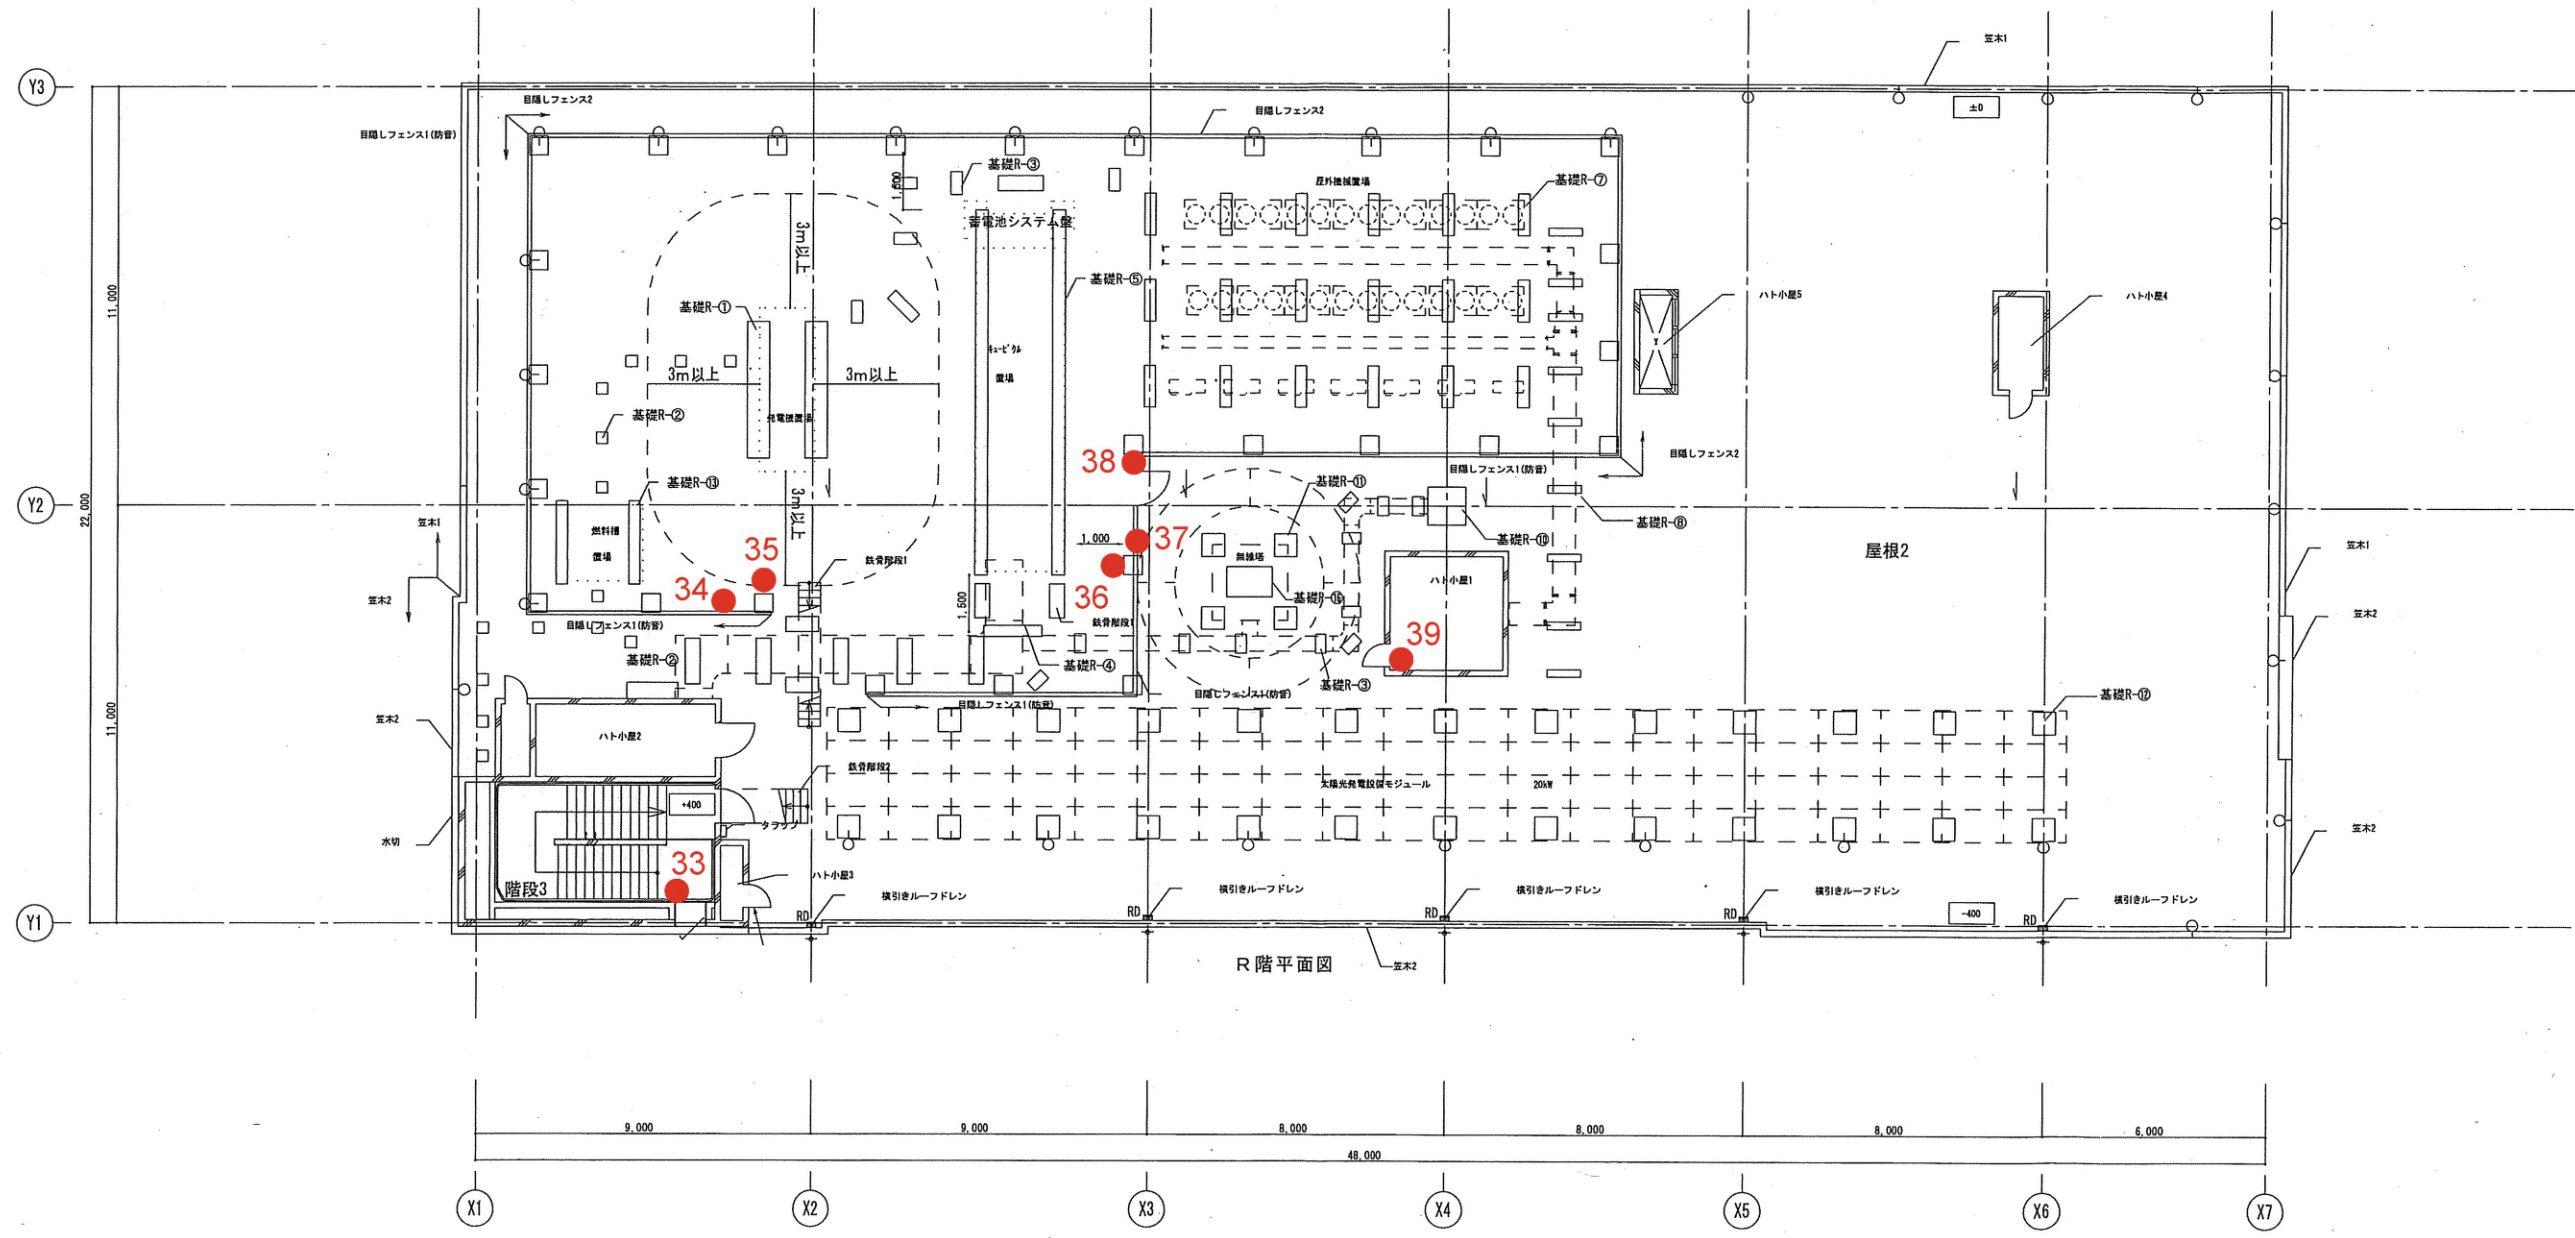 笠木1
Y3
目隠しフェンス2
±0
目隠しフェンス2
目隠しフェンス1(防音)
基礎R-③
1,500
屋外機械置場
基礎R-⑦
蓄電池システム盤
3m以上
基礎R-⑤
ハト小屋5
ハト小屋4
11,000
基礎R-①
キュービクル
置場
3m以上
3m以上
基礎R-②
発電機置場
38
目隠しフェンス2
目隠しフェンス1(防音)
基礎R-⑬
基礎R-⑪
3m以上
Y2
22,000
笠木1
基礎R-⑧
燃料槽
置場
35
1,000
37
無線塔
基礎R-⑩
屋根2
笠木1
鉄骨階段1
ハト小屋1
34
36
基礎R-⑯
笠木2
1,500
笠木2
目隠しフェンス1(防音)
鉄骨階段1
39
基礎R-②
基礎R-④
基礎R-③
目隠しフェンス1(防音)
基礎R-⑫
目隠しフェンス1(防音)
11,000
笠木2
ハト小屋2
鉄骨階段2
太陽光発電設備モジュール
20kW
+400
タラップ
水切
笠木2
33
階段3
ハト小屋3
横引きルーフドレン
横引きルーフドレン
横引きルーフドレン
横引きルーフドレン
横引きルーフドレン
Y1
RD
RD
RD
RD
-400
RD
R階平面図
笠木2
9,000
9,000
8,000
8,000
8,000
6,000
48,000
X1
X2
X3
X4
X5
X6
X7